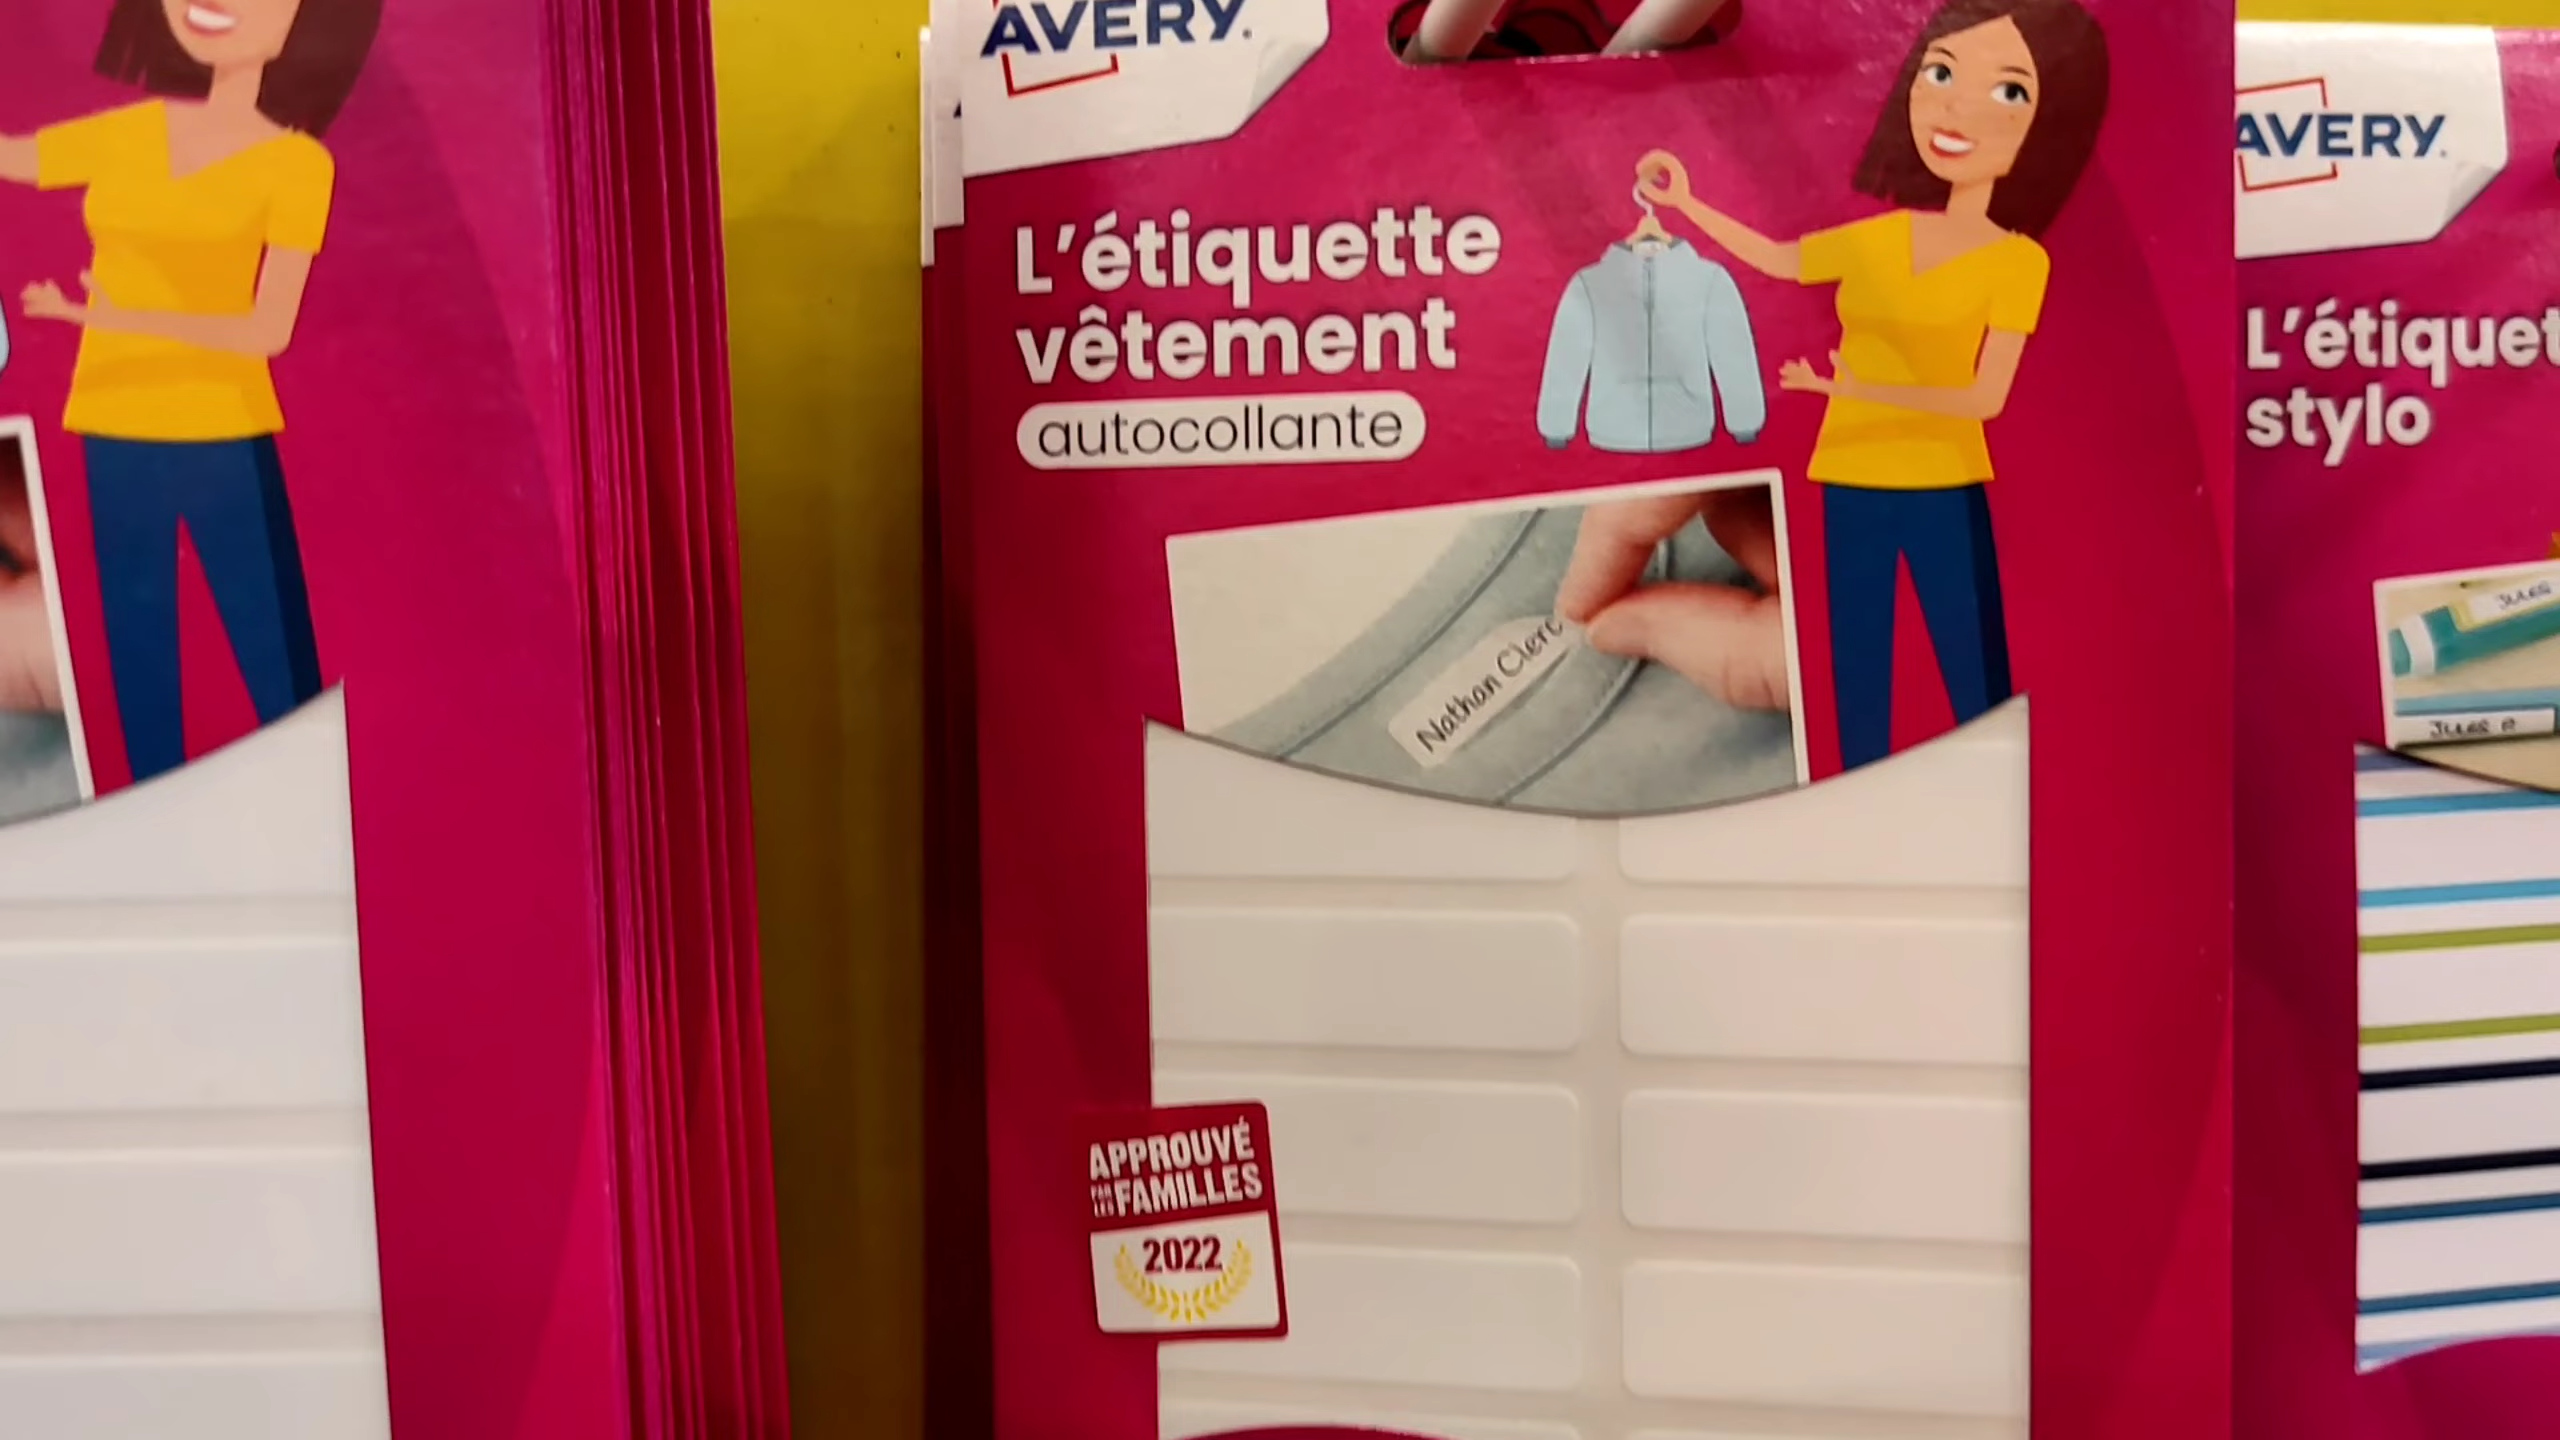 AVERY
L'étiquette
vêtement
autocollante
Nathan Clerc
APPROUVÉ
PAR LES FAMILLES
2022
AVERY
L'étiquet
stylo
JULES
JULES P